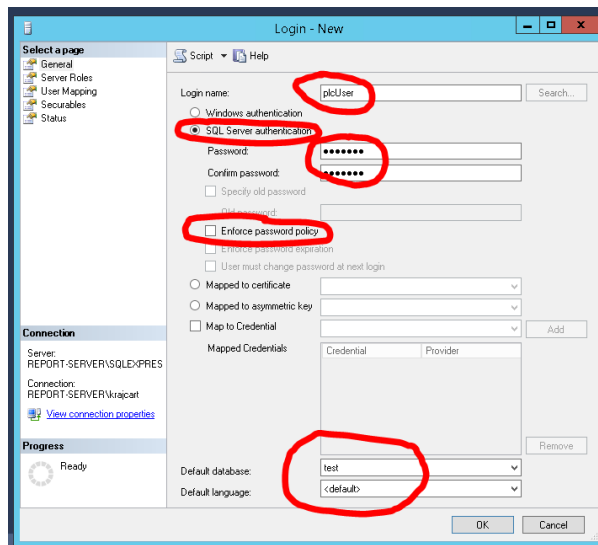 Login - New
Select a page
General
Server Roles
User Mapping
Securables
Status
Script
Help
Login name:
plcUser
Search...
Windows authentication
SQL Server authentication
Password:
●●●●●●●
Confirm password:
●●●●●●●
Specify old password
Old password:
Enforce password policy
Enforce password expiration
User must change password at next login
Mapped to certificate
Mapped to asymmetric key
Map to Credential
Add
Mapped Credentials
Credential
Provider
Remove
Default database:
test
Default language:
<default>
Connection
Server:
REPORT-SERVER\SQLEXPRES
Connection:
REPORT-SERVER\krajcart
View connection properties
Progress
Ready
OK
Cancel